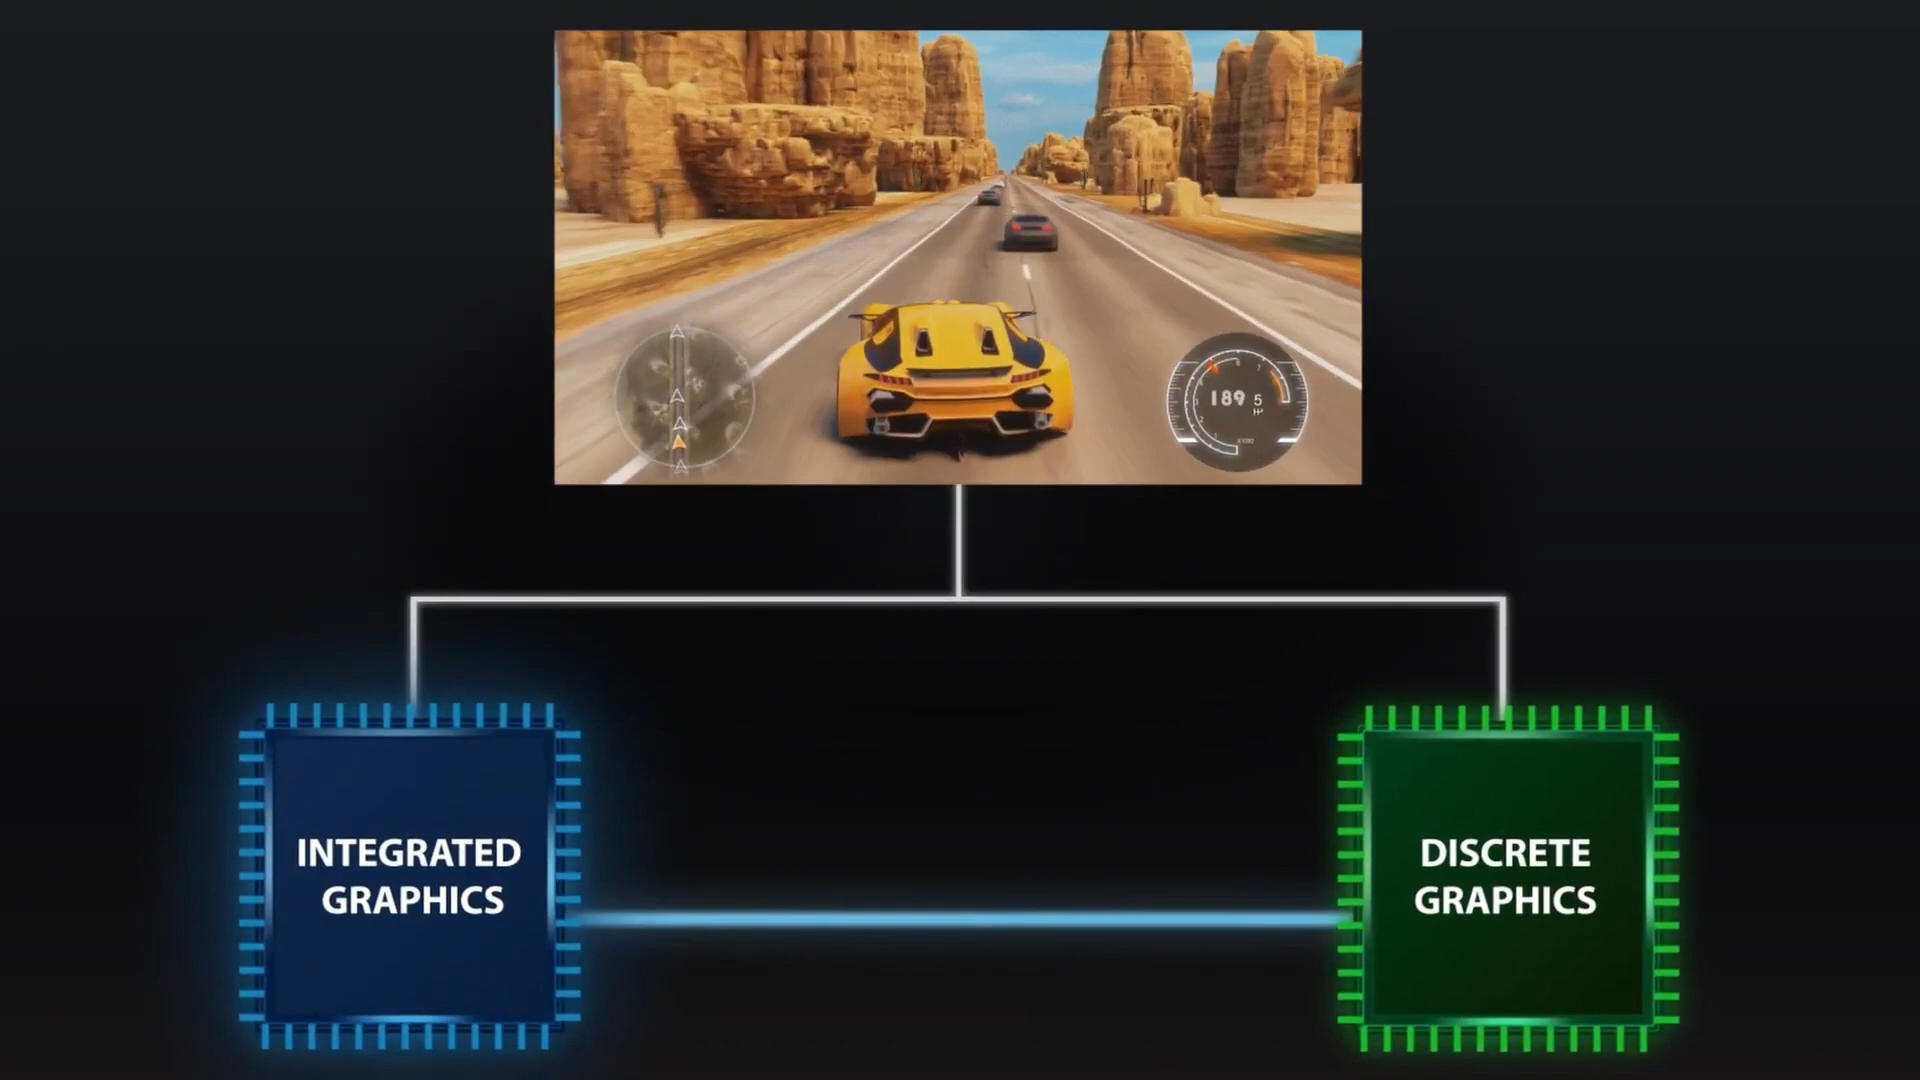 189 5
INTEGRATED
GRAPHICS
DISCRETE
GRAPHICS